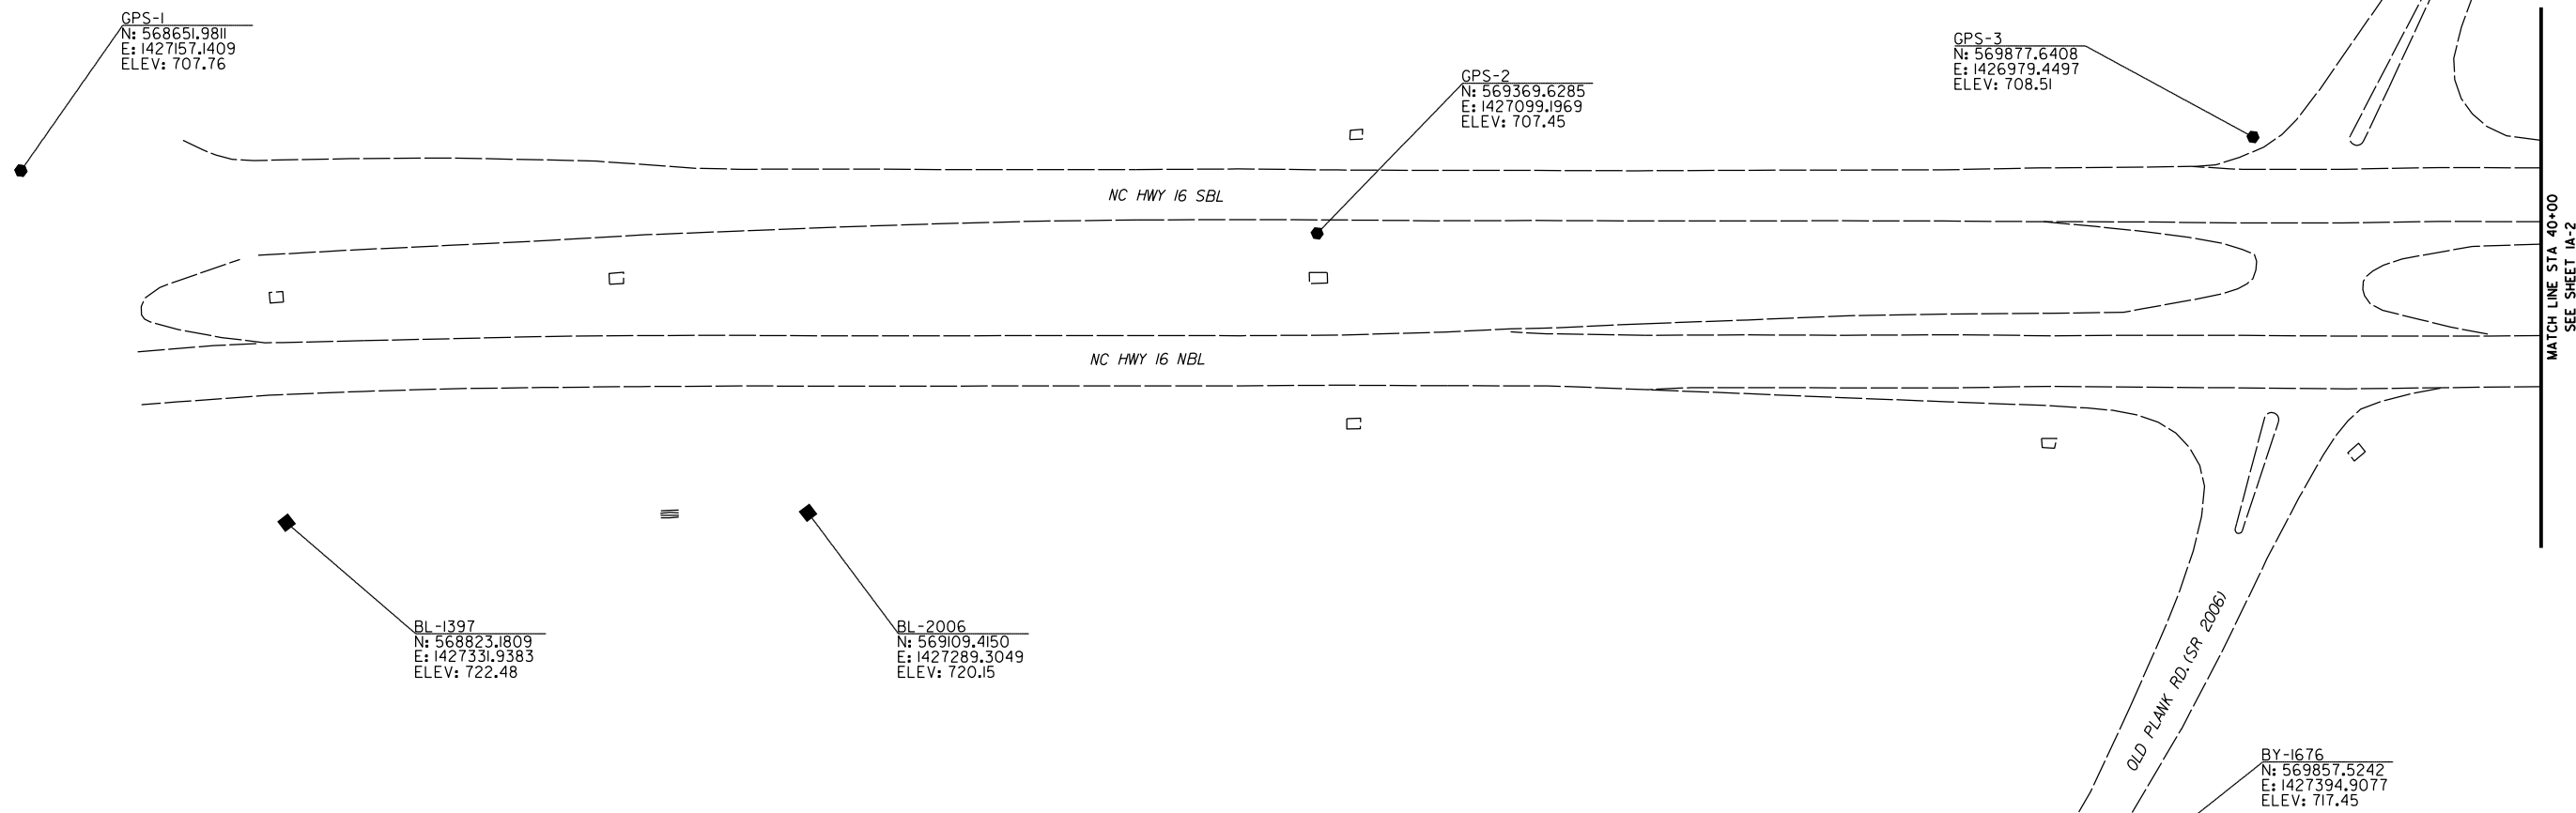 GPS-1
N: 568651.9811
E: 1427157.1409
ELEV: 707.76
GPS-2
N: 569369.6285
E: 1427099.1969
ELEV: 707.45
GPS-3
N: 569877.6408
E: 1426979.4497
ELEV: 708.51
NC HWY 16 SBL
NC HWY 16 NBL
MATCH LINE STA 40+00
SEE SHEET 1A-2
BL-1397
N: 568823.1809
E: 1427331.9383
ELEV: 722.48
BL-2006
N: 569109.4150
E: 1427289.3049
ELEV: 720.15
OLD PLANK RD. (SR 2006)
BY-1676
N: 569857.5242
E: 1427394.9077
ELEV: 717.45